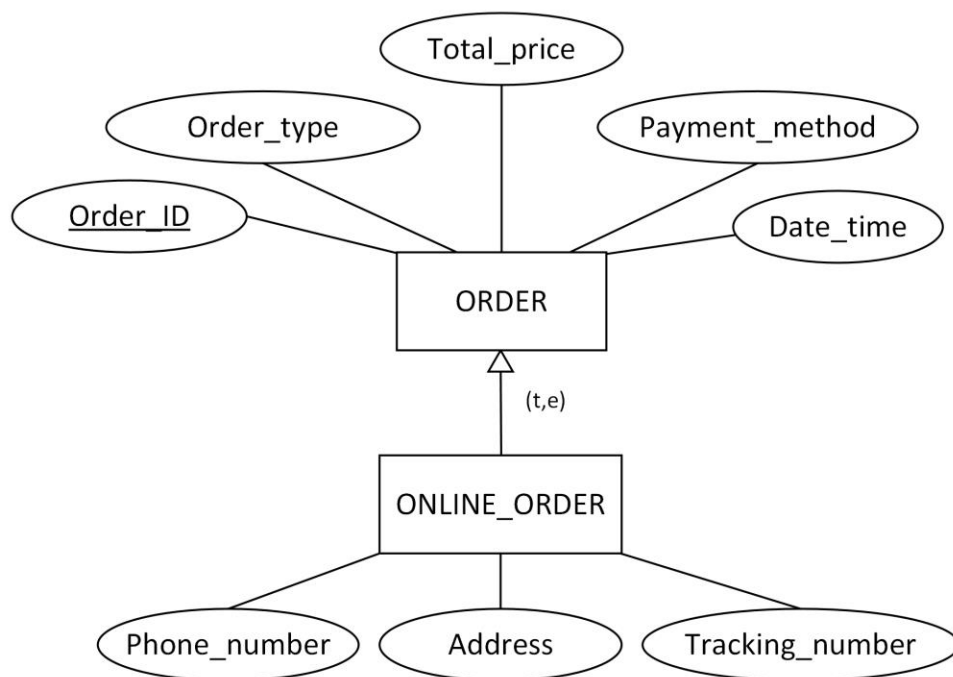 Total_price
Order_type
Payment_method
Order_ID
Date_time
ORDER
(t,e)
ONLINE_ORDER
Phone_number
Address
Tracking_number